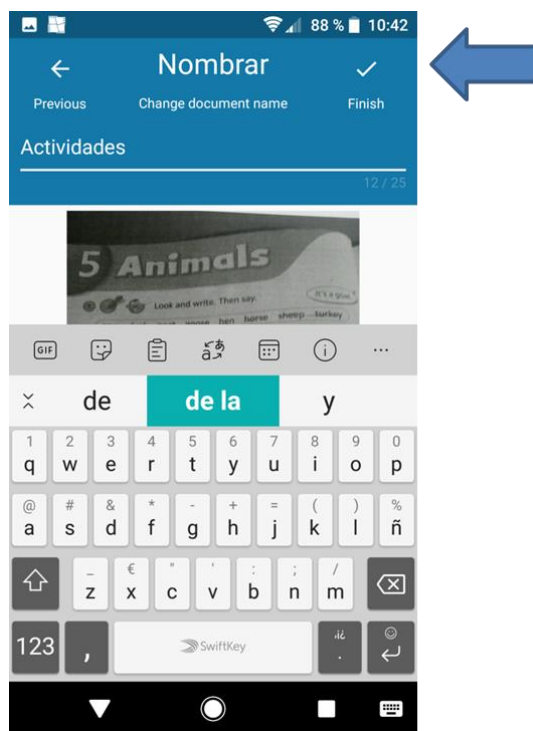 88 % 10:42
Nombrar
Previous Change document name Finish
Actividades
12 / 25
5 Animals
Look and write. Then say. It's a
goose hen horse sheep turkey
GIF
de de la y
1 2 3 4 5 6 7 8 9 0
q w e r t y u i o p
@ # & * - + = ( ) %
a s d f g h j k l ñ
_ € " ' : ; /
z x c v b n m
123 , SwiftKey .